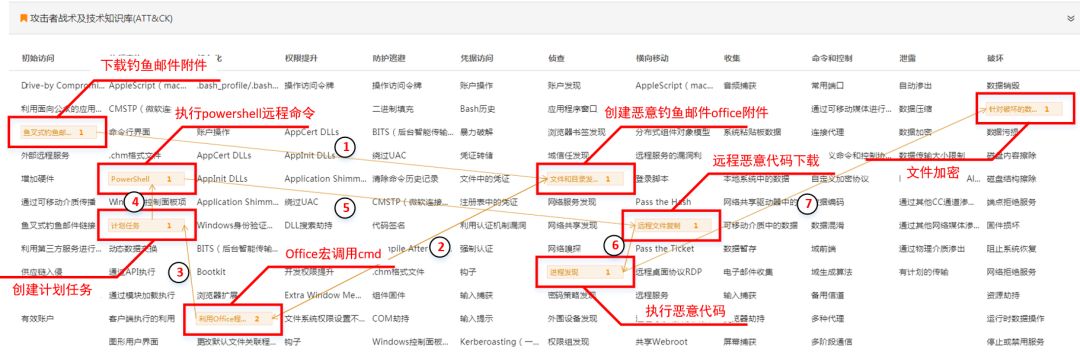 攻击者战术及技术知识库(ATT&CK)
初始访问 权限提升 防护逃避 凭据访问 侦查 横向移动 收集 命令和控制 泄露 破坏
下载钓鱼邮件附件
Drive-by Compromi... AppleScript（mac... .bash_profile/.bash... 操作访问令牌 操作访问令牌 账户操作 账户发现 AppleScript（mac... 音频捕获 常用端口 自动渗出 数据销毁
执行powershell远程命令
创建恶意钓鱼邮件office附件
利用面向公众的应用... CMSTP（微软连... 二进制填充 Bash历史 应用程序窗口 通过可移动媒体进行... 数据压缩 针对破坏的数... 1
鱼叉式钓鱼邮... 1 命令行界面 账户操作 AppCert DLLs BITS（后台智能传输... 暴力破解 浏览器书签发现 分布式组件对象模型 系统粘贴板数据 连接代理 数据加密 数据污损
①
外部远程服务 .chm格式文件 AppCert DLLs AppInit DLLs 绕过UAC 凭证转储 域信任发现 远程服务的漏洞利 数据传输大小限制 磁盘内容擦除
远程恶意代码下载
文件加密
增加硬件 PowerShell 1 AppInit DLLs Application Shimm... 清除命令历史记录 文件中的凭证 文件和目录发... 1 登录脚本 本地系统中的数据 自定义加密协议 磁盘结构擦除
④ ⑤ ⑦
通过可移动介质传播 控制面板项 Application Shimm... 绕过UAC CMSTP（微软连接... 注册表中的凭证 网络服务发现 Pass the Hash 网络共享驱动器中的 数据编码 通过其他CC通道渗... 端点拒绝服务
鱼叉式钓鱼邮件链接 计划任务 1 Windows身份验证... DLL搜索劫持 代码签名 利用认证机制漏洞 网络共享发现 远程文件复制 1 可移动介质中的数据 数据混淆 通过其他网络媒体渗... 固件损坏
② ⑥
利用第三方服务进行... 动态数据交换 BITS（后台智能传输 强制认证 网络嗅探 Pass the Ticket 数据暂存 域前端 通过物理介质渗出 阻止系统恢复
Office宏调用cmd
③
供应链入侵 通过API执行 Bootkit 开发权限提升 .chm格式文件 钩子 进程发现 1 远程桌面协议RDP 电子邮件收集 域生成算法 有计划的传输 网络拒绝服务
创建计划任务
通过模块加载执行 浏览器扩展 Extra Window Me... 组件固件 输入捕获 密码策略发现 远程服务 输入捕获 备用信道 资源劫持
执行恶意代码
有效账户 客户端执行的利用 利用Office程... 2 文件系统权限设置不... COM劫持 输入提示 外围设备发现 多种代理 运行时数据操作
图形用户界面 更改默认文件关联程... 钩子 Windows控制面板... Kerberoasting（一... 权限组发现 共享Webroot 屏幕捕获 多阶段通信 停止或禁用服务